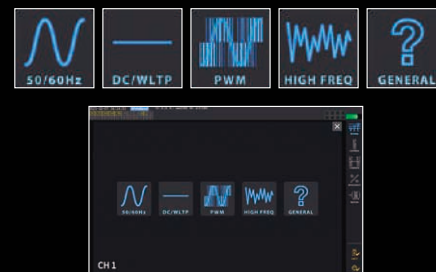 50/60Hz
DC/WLTP
PWM
HIGH FREQ
GENERAL
50/60Hz
DC/WLTP
PWM
HIGH FREQ
GENERAL
CH 1